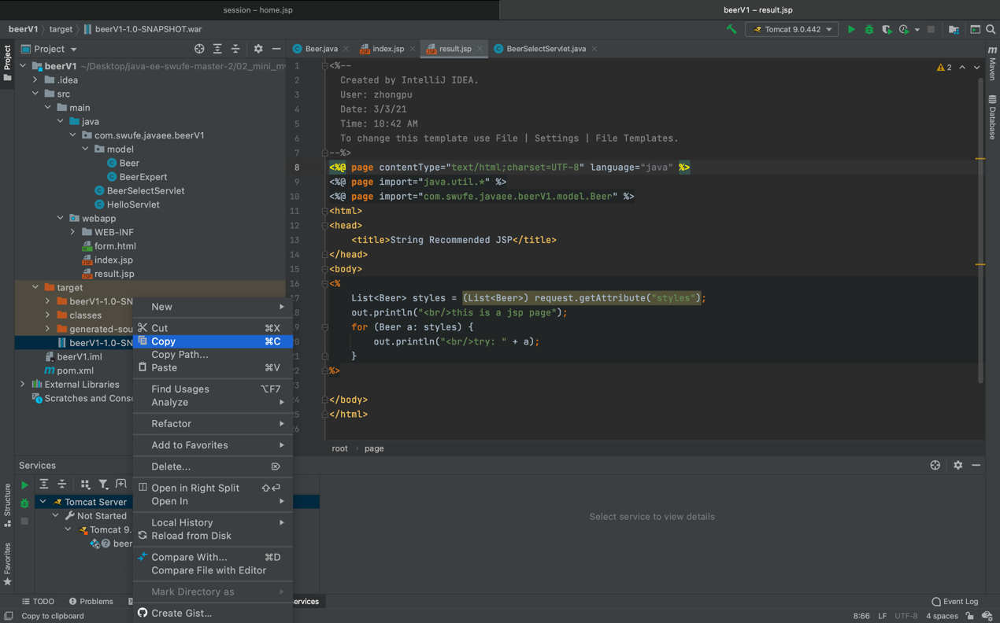 session – home.jsp
beerV1 – result.jsp
beerV1 target beerV1-1.0-SNAPSHOT.war
Tomcat 9.0.442
Project
Beer.java
index.jsp
result.jsp
BeerSelectServlet.java
Project
Maven
Database
beerV1 ~/Desktop/java-ee-swufe-master-2/02_mini_m
.idea
src
main
java
com.swufe.javaee.beerV1
model
Beer
BeerExpert
BeerSelectServlet
HelloServlet
webapp
WEB-INF
form.html
index.jsp
result.jsp
target
beerV1-1.0-SN
classes
generated-sou
beerV1-1.0-SN
beerV1.iml
pom.xml
External Libraries
Scratches and Conso
2
1 <%--
2 Created by IntelliJ IDEA.
3 User: zhongpu
4 Date: 3/3/21
5 Time: 10:42 AM
6 To change this template use File | Settings | File Templates.
7 --%>
8 <%@ page contentType="text/html;charset=UTF-8" language="java" %>
9 <%@ page import="java.util.*" %>
10 <%@ page import="com.swufe.javaee.beerV1.model.Beer" %>
11 <html>
12 <head>
13 <title>String Recommended JSP</title>
14 </head>
15 <body>
16 <%
17 List<Beer> styles = (List<Beer>) request.getAttribute("styles");
18 out.println("<br/>this is a jsp page");
19 for (Beer a: styles) {
20 out.println("<br/>try: " + a);
21 }
22 %>
23
24 </body>
25 </html>
26
root page
New
Cut ⌘X
Copy ⌘C
Copy Path...
Paste ⌘V
Find Usages ⌥F7
Analyze
Refactor
Add to Favorites
Delete... ⌦
Open in Right Split ⇧↩
Open In
Local History
Reload from Disk
Compare With... ⌘D
Compare File with Editor
Mark Directory as
Create Gist...
Services
Tomcat Server
Not Started
Tomcat 9.
beer
Select service to view details
Structure
Favorites
TODO
Problems
ervices
Event Log
Copy to clipboard
8:66 LF UTF-8 4 spaces